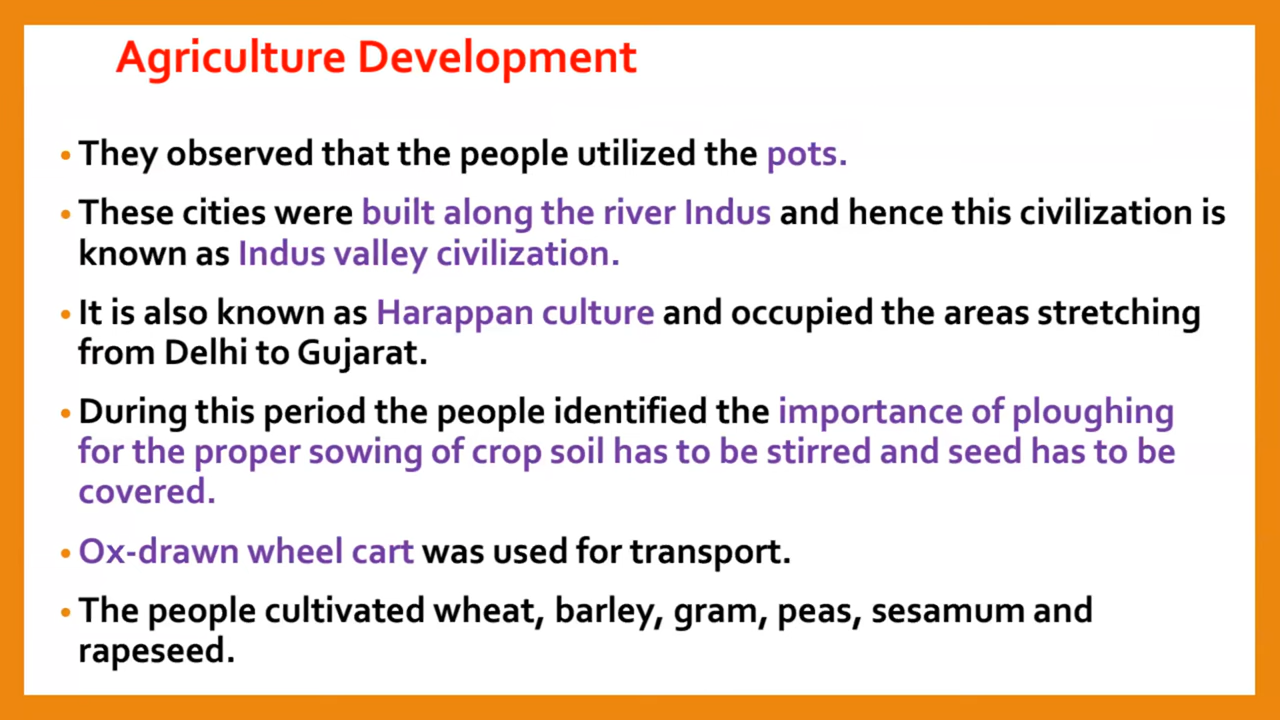 Agriculture Development
• They observed that the people utilized the pots.
• These cities were built along the river Indus and hence this civilization is
known as Indus valley civilization.
• It is also known as Harappan culture and occupied the areas stretching
from Delhi to Gujarat.
• During this period the people identified the importance of ploughing
for the proper sowing of crop soil has to be stirred and seed has to be
covered.
• Ox-drawn wheel cart was used for transport.
• The people cultivated wheat, barley, gram, peas, sesamum and
rapeseed.